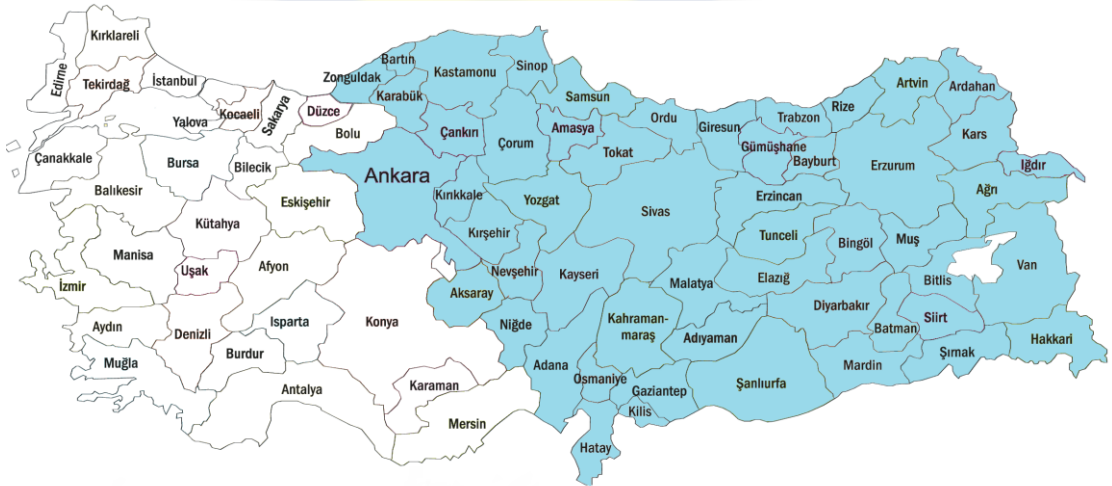 Kırklareli
Edirne
Tekirdağ
İstanbul
Kocaeli
Yalova
Sakarya
Düzce
Bolu
Zonguldak
Bartın
Karabük
Kastamonu
Sinop
Çankırı
Samsun
Amasya
Çorum
Ordu
Tokat
Giresun
Trabzon
Gümüşhane
Bayburt
Rize
Artvin
Ardahan
Kars
Iğdır
Ağrı
Erzurum
Erzincan
Çanakkale
Balıkesir
Bursa
Bilecik
Eskişehir
Kütahya
Ankara
Kırıkkale
Kırşehir
Yozgat
Sivas
Tunceli
Bingöl
Muş
Bitlis
Van
Manisa
Uşak
Afyon
İzmir
Aydın
Denizli
Isparta
Burdur
Muğla
Antalya
Konya
Karaman
Mersin
Aksaray
Nevşehir
Niğde
Kayseri
Adana
Kahraman-
maraş
Malatya
Elazığ
Adıyaman
Diyarbakır
Batman
Siirt
Şırnak
Hakkari
Mardin
Şanlıurfa
Gaziantep
Kilis
Osmaniye
Hatay